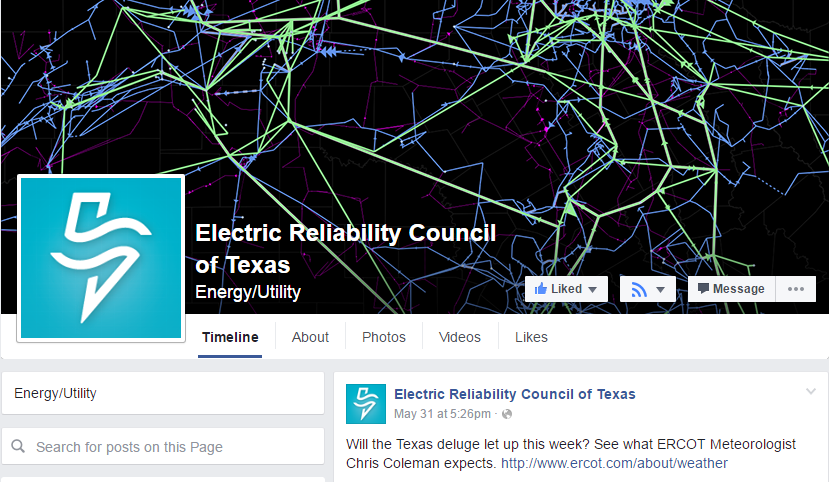 Electric Reliability Council
of Texas
Energy/Utility
Liked
Message
Timeline
About
Photos
Videos
Likes
Energy/Utility
Search for posts on this Page
Electric Reliability Council of Texas
May 31 at 5:26pm ·
Will the Texas deluge let up this week? See what ERCOT Meteorologist
Chris Coleman expects. http://www.ercot.com/about/weather